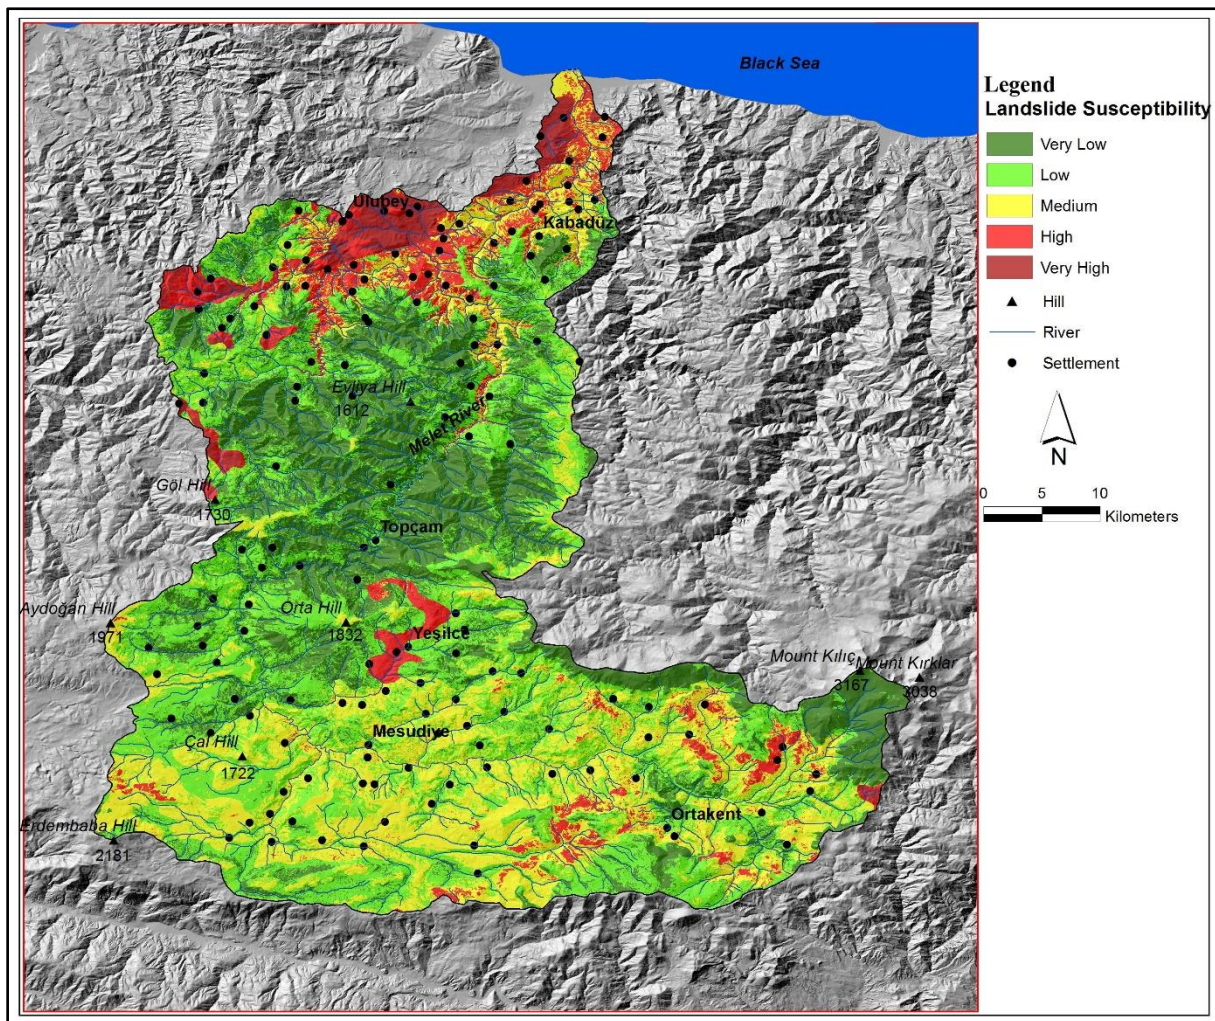 Black Sea
Legend
Landslide Susceptibility
Very Low
Low
Medium
High
Very High
Hill
River
Settlement
N
0 5 10
Kilometers
Ulubey
Kabadüz
Evliya Hill
1612
Melet River
Göl Hill
1730
Topçam
Aydoğan Hill
1971
Orta Hill
1832
Yeşilce
Mount Kılıç
3167
Mount Kırklar
3038
Mesudiye
Çal Hill
1722
Ortakent
Erdembaba Hill
2181